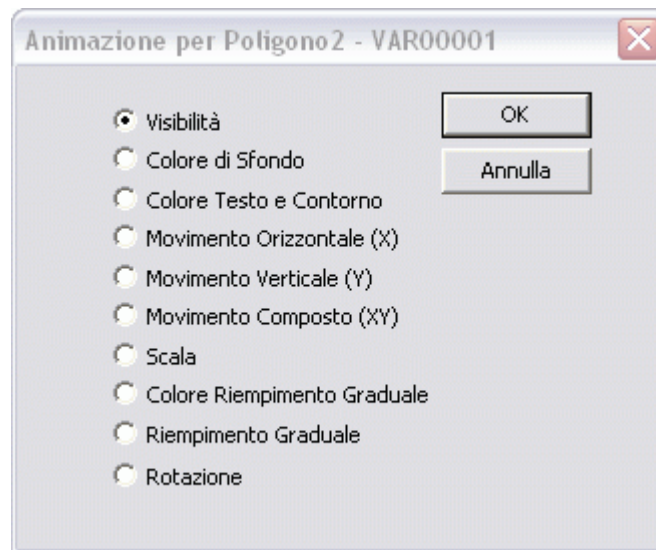 Animazione per Poligono2 - VAR00001
Visibilità
Colore di Sfondo
Colore Testo e Contorno
Movimento Orizzontale (X)
Movimento Verticale (Y)
Movimento Composto (XY)
Scala
Colore Riempimento Graduale
Riempimento Graduale
Rotazione
OK
Annulla